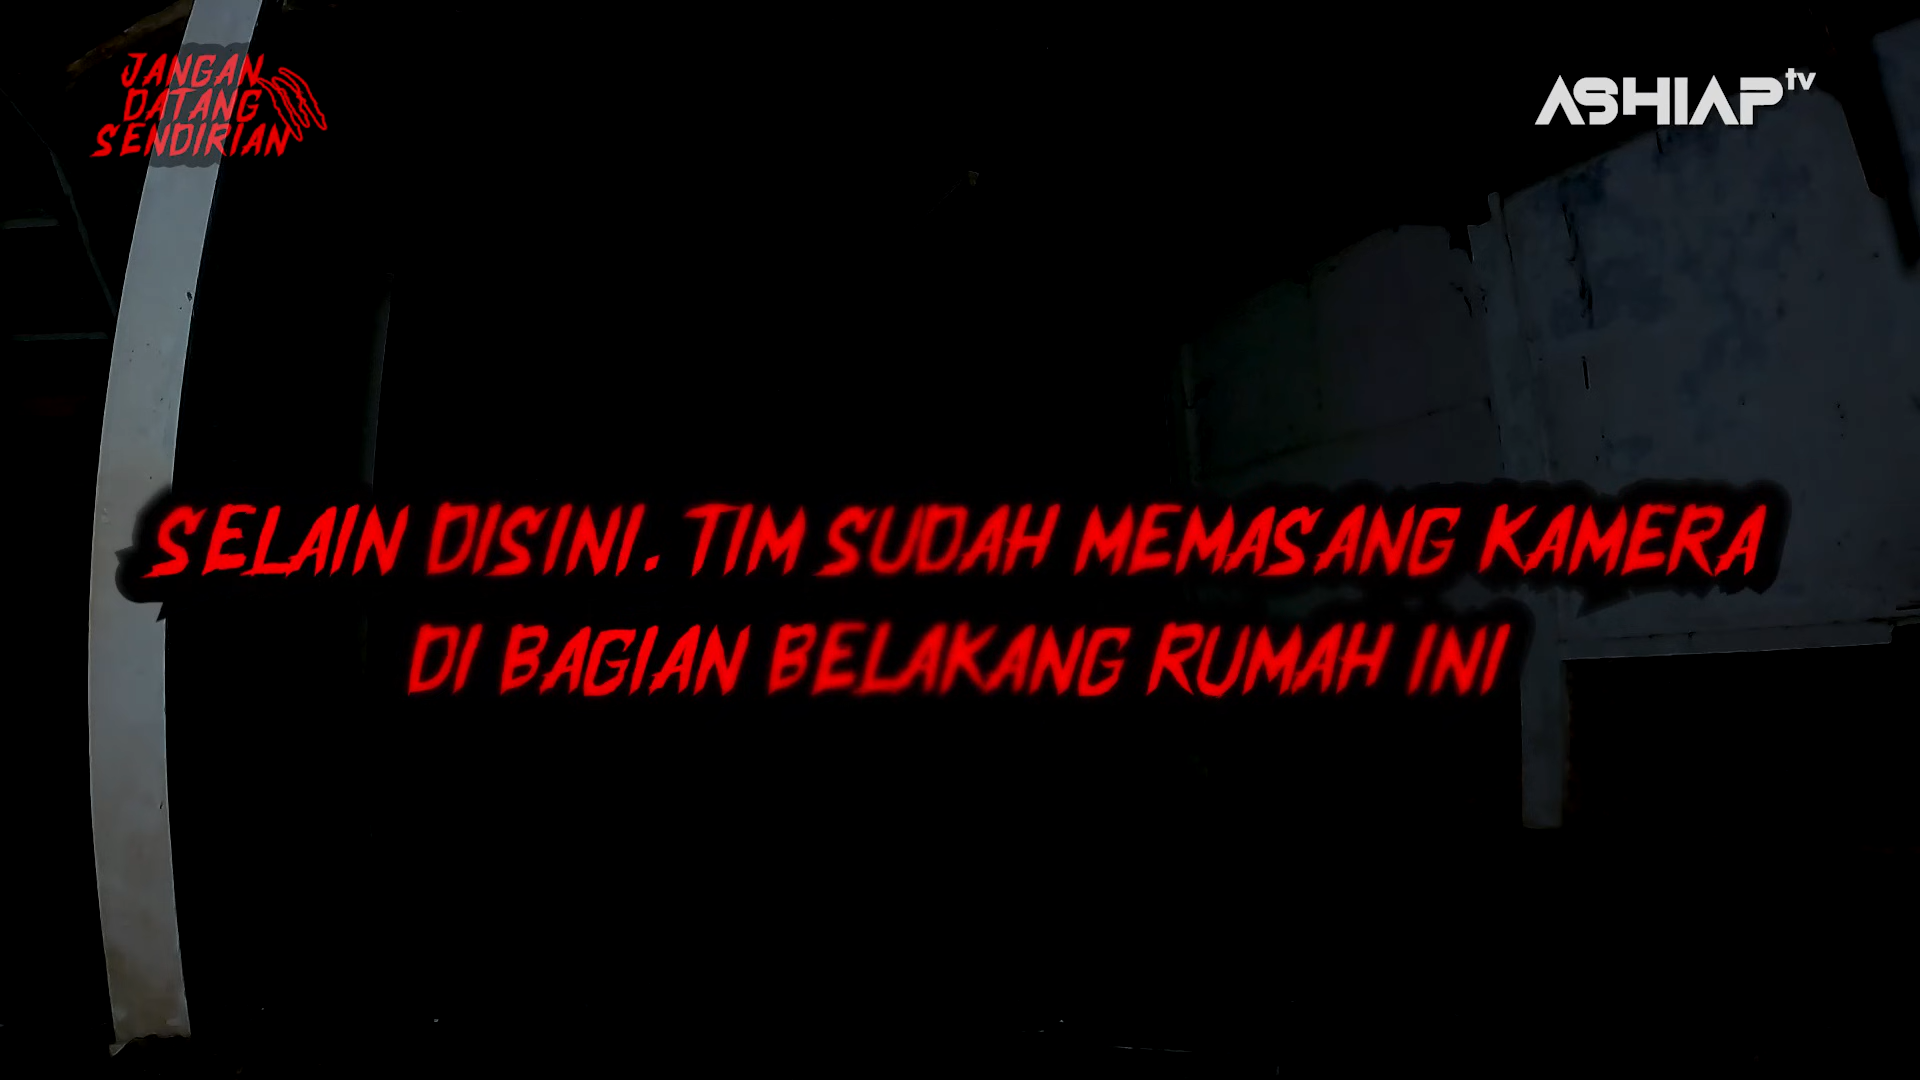 JANGAN
DATANG
SENDIRIAN
ASHIAP tv
SELAIN DISINI. TIM SUDAH MEMASANG KAMERA
DI BAGIAN BELAKANG RUMAH INI